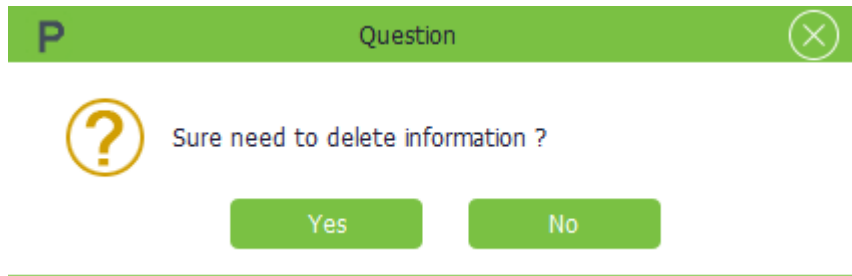 P
Question
Sure need to delete information ?
Yes
No